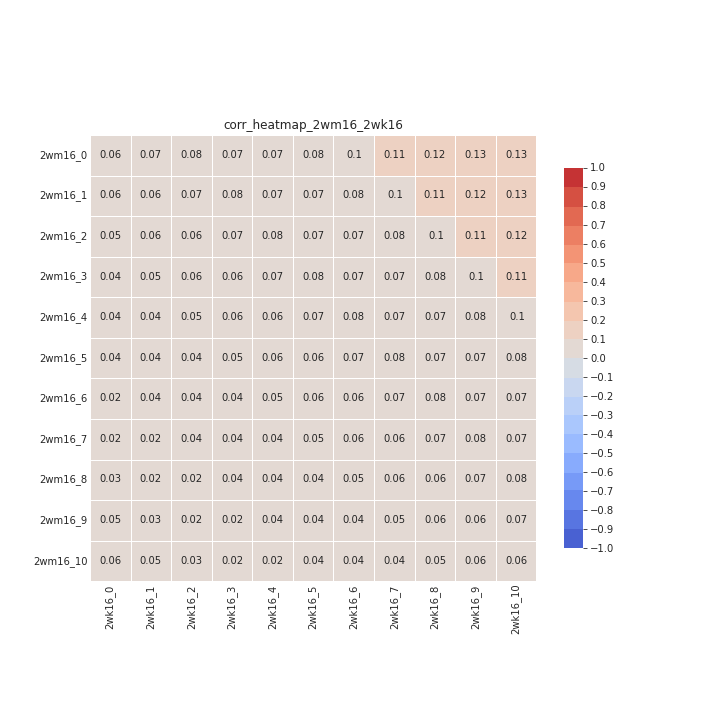 corr_heatmap_2wm16_2wk16
2wm16_0 0.06 0.07 0.08 0.07 0.07 0.08 0.1 0.11 0.12 0.13 0.13
2wm16_1 0.06 0.06 0.07 0.08 0.07 0.07 0.08 0.1 0.11 0.12 0.13
2wm16_2 0.05 0.06 0.06 0.07 0.08 0.07 0.07 0.08 0.1 0.11 0.12
2wm16_3 0.04 0.05 0.06 0.06 0.07 0.08 0.07 0.07 0.08 0.1 0.11
2wm16_4 0.04 0.04 0.05 0.06 0.06 0.07 0.08 0.07 0.07 0.08 0.1
2wm16_5 0.04 0.04 0.04 0.05 0.06 0.06 0.07 0.08 0.07 0.07 0.08
2wm16_6 0.02 0.04 0.04 0.04 0.05 0.06 0.06 0.07 0.08 0.07 0.07
2wm16_7 0.02 0.02 0.04 0.04 0.04 0.05 0.06 0.06 0.07 0.08 0.07
2wm16_8 0.03 0.02 0.02 0.04 0.04 0.04 0.05 0.06 0.06 0.07 0.08
2wm16_9 0.05 0.03 0.02 0.02 0.04 0.04 0.04 0.05 0.06 0.06 0.07
2wm16_10 0.06 0.05 0.03 0.02 0.02 0.04 0.04 0.04 0.05 0.06 0.06
2wk16_0 2wk16_1 2wk16_2 2wk16_3 2wk16_4 2wk16_5 2wk16_6 2wk16_7 2wk16_8 2wk16_9 2wk16_10
1.0
0.9
0.8
0.7
0.6
0.5
0.4
0.3
0.2
0.1
0.0
−0.1
−0.2
−0.3
−0.4
−0.5
−0.6
−0.7
−0.8
−0.9
−1.0